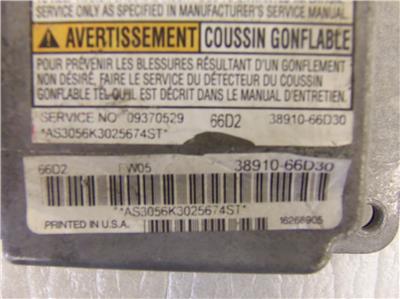 SERVICE ONLY AS SPECIFIED IN MANUFACTURER'S SERVICE MANUAL.
AVERTISSEMENT COUSSIN GONFLABLE
POUR PRÉVENIR LES BLESSURES RÉSULTANT D'UN GONFLEMENT
NON DÉSIRÉ, FAIRE LE SERVICE DU DÉTECTEUR DU COUSSIN
GONFLABLE TEL QU'IL EST DÉCRIT DANS LE MANUEL D'ENTRETIEN.
SERVICE NO 09370529 66D2 38910-66D30
*AS3056K3025674ST*
66D2 FW05 38910-66D30
**AS3056K3025674ST*
PRINTED IN U.S.A. 16266905